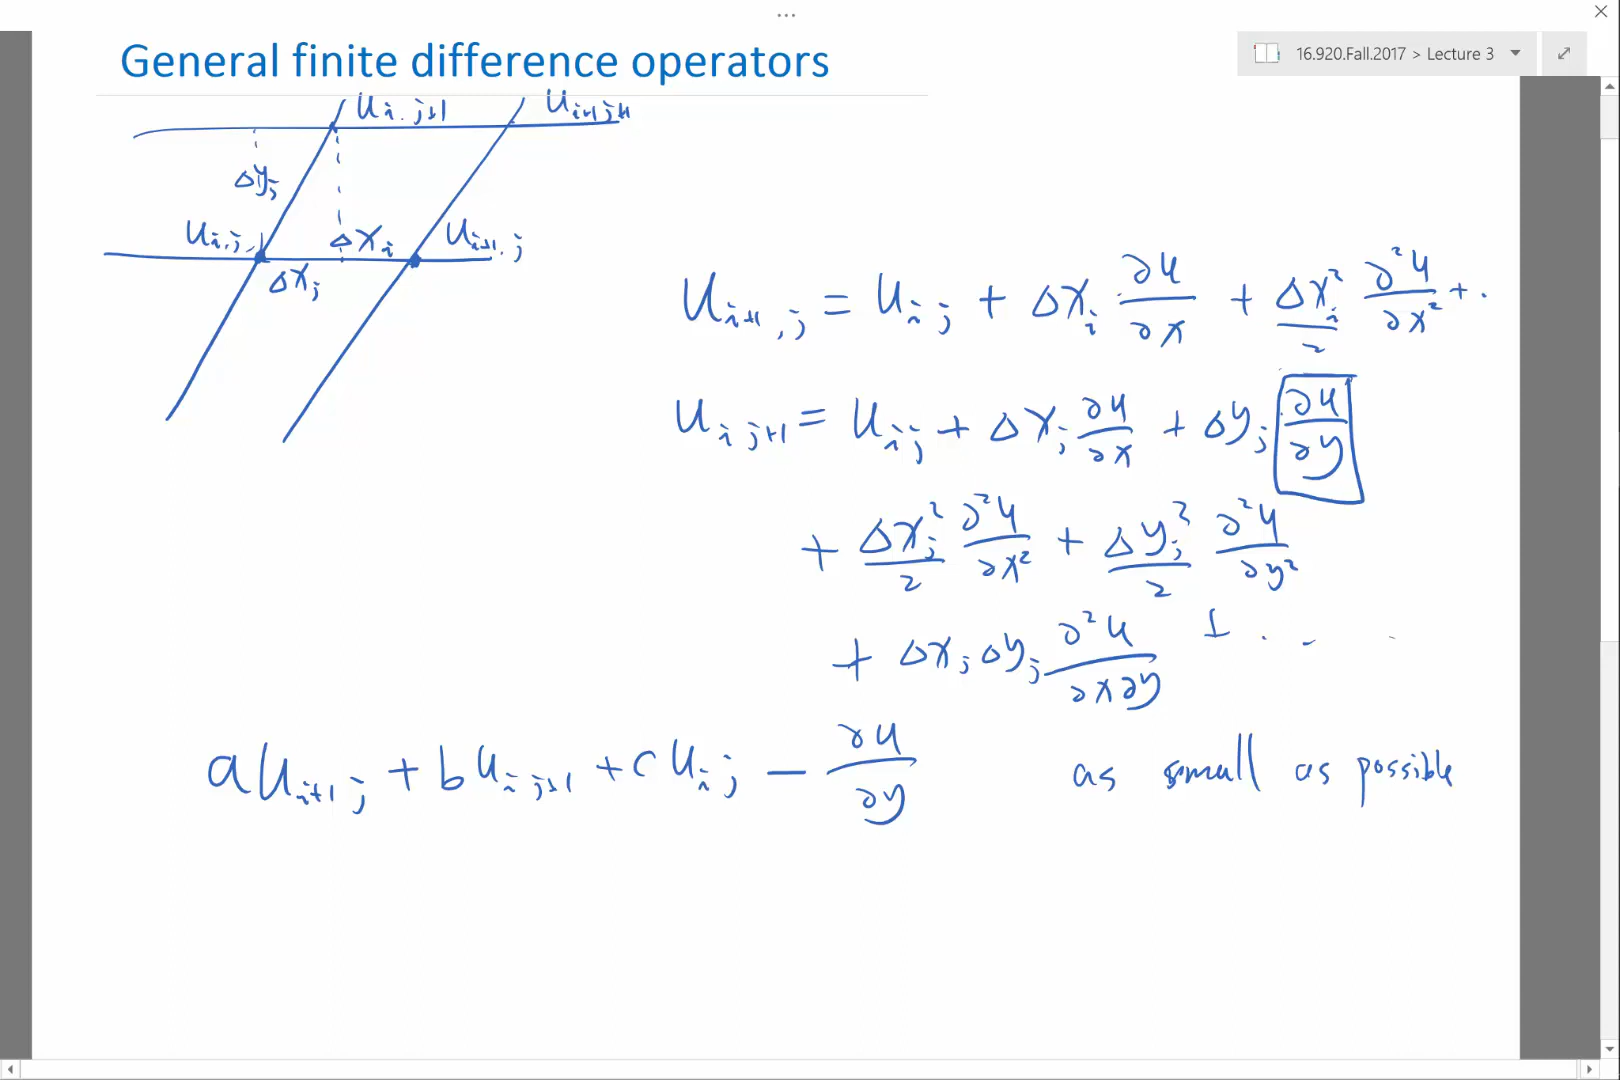 General finite difference operators
16.920.Fall.2017 > Lecture 3
u_{i,j+1} u_{i+1,j+1}
Δy_j
u_{i,j} Δx_i u_{i+1,j}
Δx_j
u_{i+1,j} = u_{ij} + Δx_i ∂u/∂x + Δx_i²/2 ∂²u/∂x² + ..
u_{i j+1} = u_{ij} + Δx_j ∂u/∂x + Δy_j ∂u/∂y
+ Δx_j²/2 ∂²u/∂x² + Δy_j²/2 ∂²u/∂y²
+ Δx_j Δy_j ∂²u/∂x∂y + ...
a u_{i+1 j} + b u_{i j+1} + c u_{i j} − ∂u/∂y as small as possible